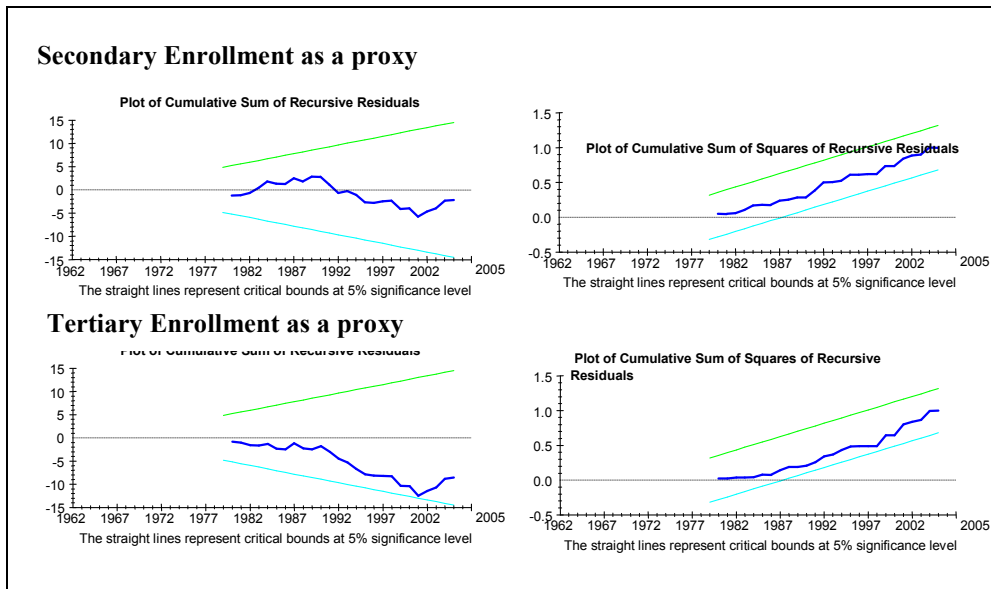 Secondary Enrollment as a proxy
Plot of Cumulative Sum of Recursive Residuals
15
10
5
0
-5
-10
-15
1962 1967 1972 1977 1982 1987 1992 1997 2002 2005
The straight lines represent critical bounds at 5% significance level
Plot of Cumulative Sum of Squares of Recursive Residuals
1.5
1.0
0.5
0.0
-0.5
1962 1967 1972 1977 1982 1987 1992 1997 2002 2005
The straight lines represent critical bounds at 5% significance level
Tertiary Enrollment as a proxy
Plot of Cumulative Sum of Recursive Residuals
15
10
5
0
-5
-10
-15
1962 1967 1972 1977 1982 1987 1992 1997 2002 2005
The straight lines represent critical bounds at 5% significance level
Plot of Cumulative Sum of Squares of Recursive
Residuals
1.5
1.0
0.5
0.0
-0.5
1962 1967 1972 1977 1982 1987 1992 1997 2002 2005
The straight lines represent critical bounds at 5% significance level